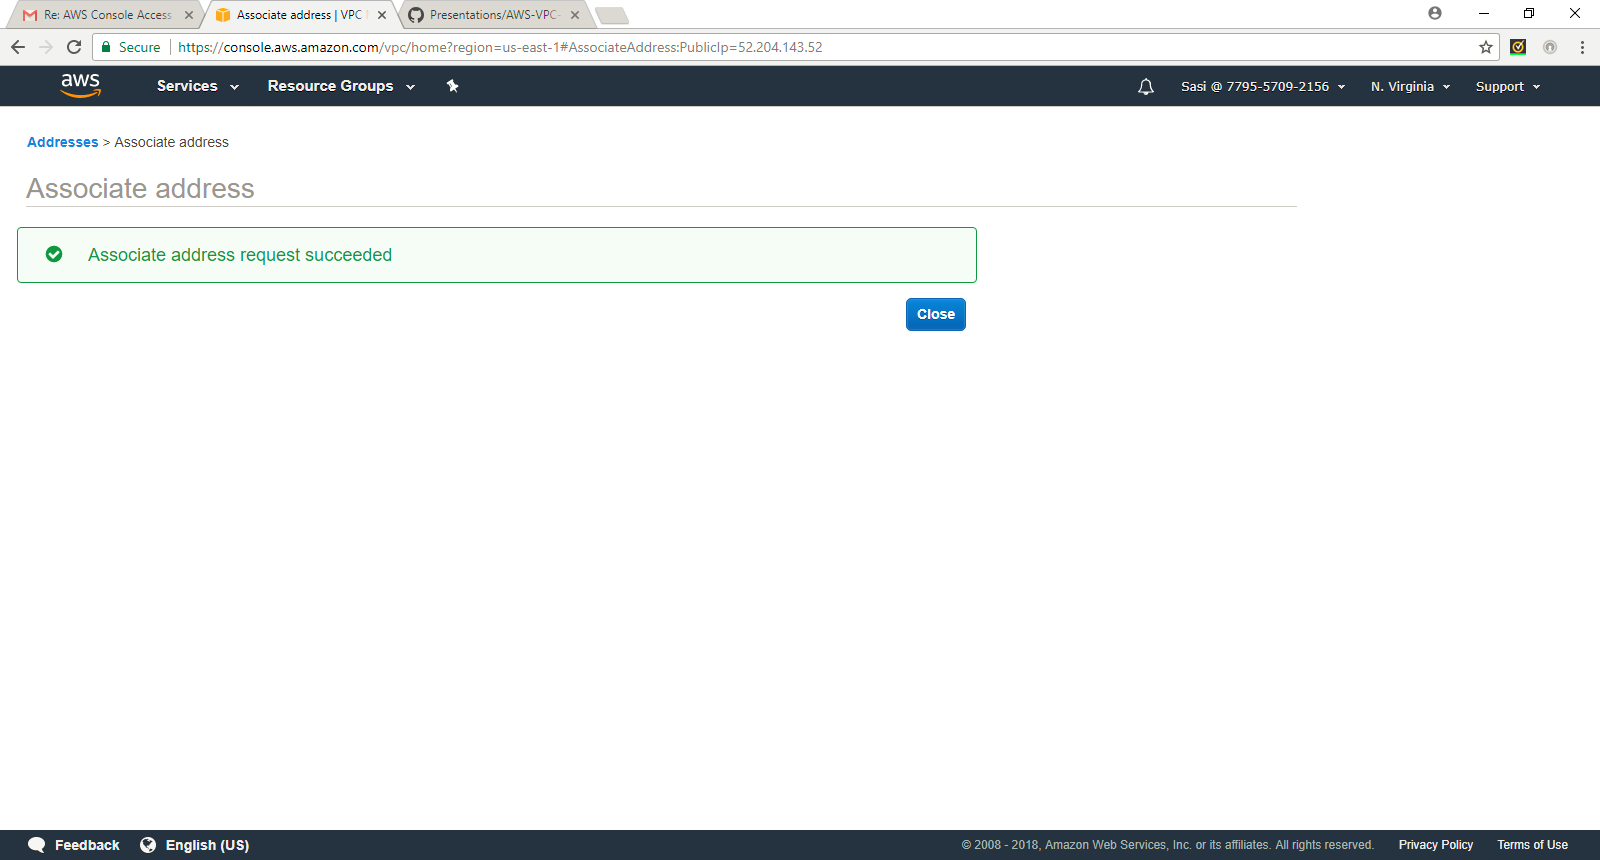 Re: AWS Console Access
Associate address | VPC
Presentations/AWS-VPC-
Secure
https://console.aws.amazon.com/vpc/home?region=us-east-1#AssociateAddress:PublicIp=52.204.143.52
aws
Services
Resource Groups
Sasi @ 7795-5709-2156
N. Virginia
Support
Addresses > Associate address
Associate address
Associate address request succeeded
Close
Feedback
English (US)
© 2008 - 2018, Amazon Web Services, Inc. or its affiliates. All rights reserved.
Privacy Policy
Terms of Use